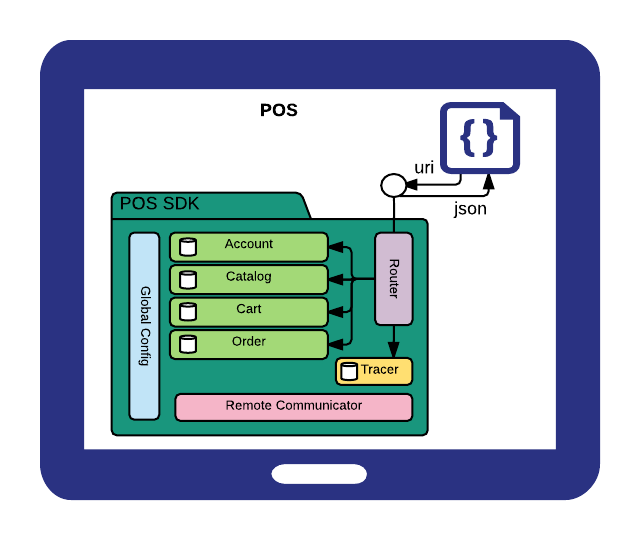 POS
{}
uri
json
POS SDK
Global Config
Account
Catalog
Cart
Order
Router
Tracer
Remote Communicator